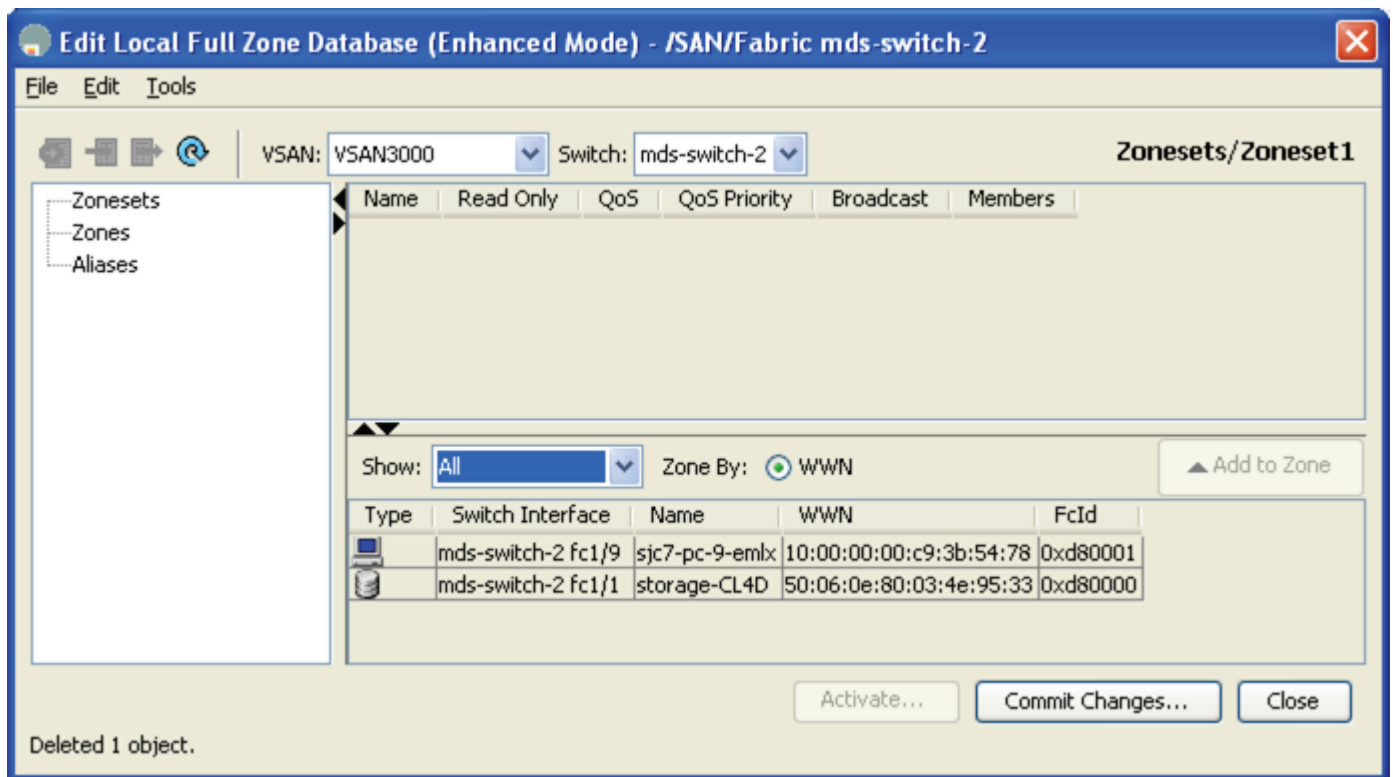 Edit Local Full Zone Database (Enhanced Mode) - /SAN/Fabric mds-switch-2
File Edit Tools
VSAN: VSAN3000 Switch: mds-switch-2 Zonesets/Zoneset1
Zonesets
Zones
Aliases
Name Read Only QoS QoS Priority Broadcast Members
Show: All Zone By: WWN Add to Zone
Type Switch Interface Name WWN FcId
mds-switch-2 fc1/9 sjc7-pc-9-emlx 10:00:00:00:c9:3b:54:78 0xd80001
mds-switch-2 fc1/1 storage-CL4D 50:06:0e:80:03:4e:95:33 0xd80000
Activate... Commit Changes... Close
Deleted 1 object.